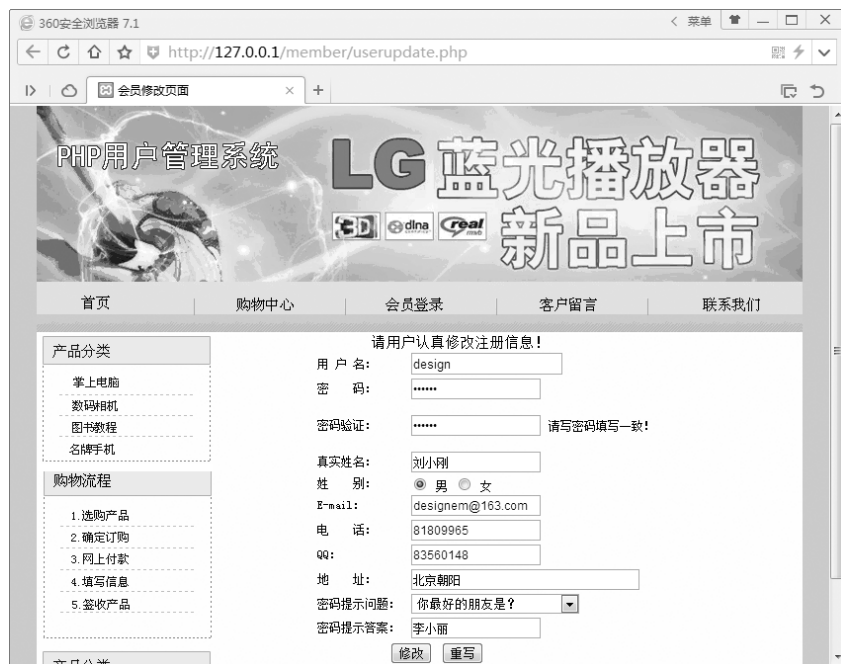 360安全浏览器 7.1
菜单
http://127.0.0.1/member/userupdate.php
会员修改页面
PHP用户管理系统
LG 蓝光播放器
3D dlna real
新品上市
首页 购物中心 会员登录 客户留言 联系我们
产品分类
掌上电脑
数码相机
图书教程
名牌手机
购物流程
1.选购产品
2.确定订购
3.网上付款
4.填写信息
5.签收产品
产品分类
请用户认真修改注册信息!
用 户 名: design
密 码: ••••••
密码验证: •••••• 请写密码填写一致!
真实姓名: 刘小刚
姓 别: 男 女
E-mail: designem@163.com
电 话: 81809965
QQ: 83560148
地 址: 北京朝阳
密码提示问题: 你最好的朋友是?
密码提示答案: 李小丽
修改 重写